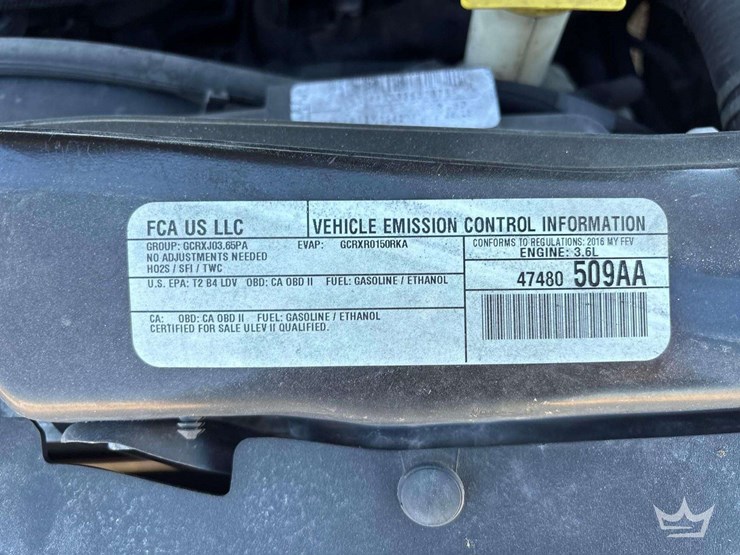 FCA US LLC
VEHICLE EMISSION CONTROL INFORMATION
GROUP: GCRXJ03.65PA EVAP: GCRXR0150RKA
NO ADJUSTMENTS NEEDED
HO2S / SFI / TWC
CONFORMS TO REGULATIONS: 2016 MY FFV
ENGINE: 3.6L
U.S. EPA: T2 B4 LDV OBD: CA OBD II FUEL: GASOLINE / ETHANOL
47480 509AA
CA: OBD: CA OBD II FUEL: GASOLINE / ETHANOL
CERTIFIED FOR SALE ULEV II QUALIFIED.